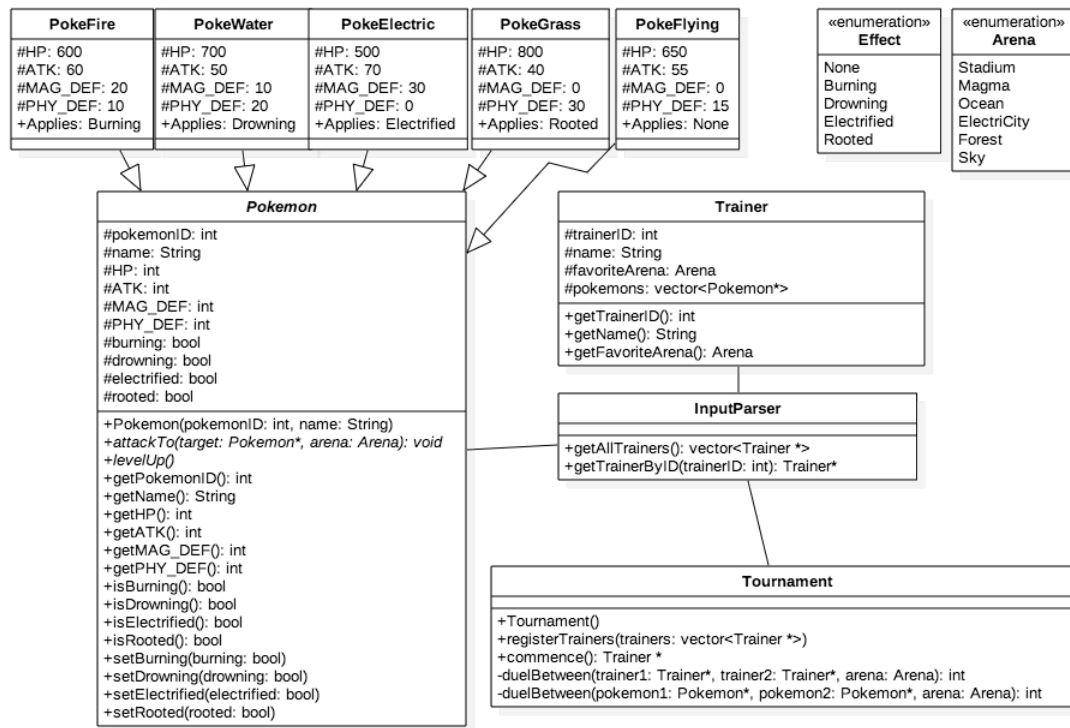 PokeFire
#HP: 600
#ATK: 60
#MAG_DEF: 20
#PHY_DEF: 10
+Applies: Burning
PokeWater
#HP: 700
#ATK: 50
#MAG_DEF: 10
#PHY_DEF: 20
+Applies: Drowning
PokeElectric
#HP: 500
#ATK: 70
#MAG_DEF: 30
#PHY_DEF: 0
+Applies: Electrified
PokeGrass
#HP: 800
#ATK: 40
#MAG_DEF: 0
#PHY_DEF: 30
+Applies: Rooted
PokeFlying
#HP: 650
#ATK: 55
#MAG_DEF: 0
#PHY_DEF: 15
+Applies: None
«enumeration»
Effect
None
Burning
Drowning
Electrified
Rooted
«enumeration»
Arena
Stadium
Magma
Ocean
ElectriCity
Forest
Sky
Pokemon
#pokemonID: int
#name: String
#HP: int
#ATK: int
#MAG_DEF: int
#PHY_DEF: int
#burning: bool
#drowning: bool
#electrified: bool
#rooted: bool
+Pokemon(pokemonID: int, name: String)
+attackTo(target: Pokemon*, arena: Arena): void
+levelUp()
+getPokemonID(): int
+getName(): String
+getHP(): int
+getATK(): int
+getMAG_DEF(): int
+getPHY_DEF(): int
+isBurning(): bool
+isDrowning(): bool
+isElectrified(): bool
+isRooted(): bool
+setBurning(burning: bool)
+setDrowning(drowning: bool)
+setElectrified(electrified: bool)
+setRooted(rooted: bool)
Trainer
#trainerID: int
#name: String
#favoriteArena: Arena
#pokemons: vector<Pokemon*>
+getTrainerID(): int
+getName(): String
+getFavoriteArena(): Arena
InputParser
+getAllTrainers(): vector<Trainer *>
+getTrainerByID(trainerID: int): Trainer*
Tournament
+Tournament()
+registerTrainers(trainers: vector<Trainer *>)
+commence(): Trainer *
-duelBetween(trainer1: Trainer*, trainer2: Trainer*, arena: Arena): int
-duelBetween(pokemon1: Pokemon*, pokemon2: Pokemon*, arena: Arena): int